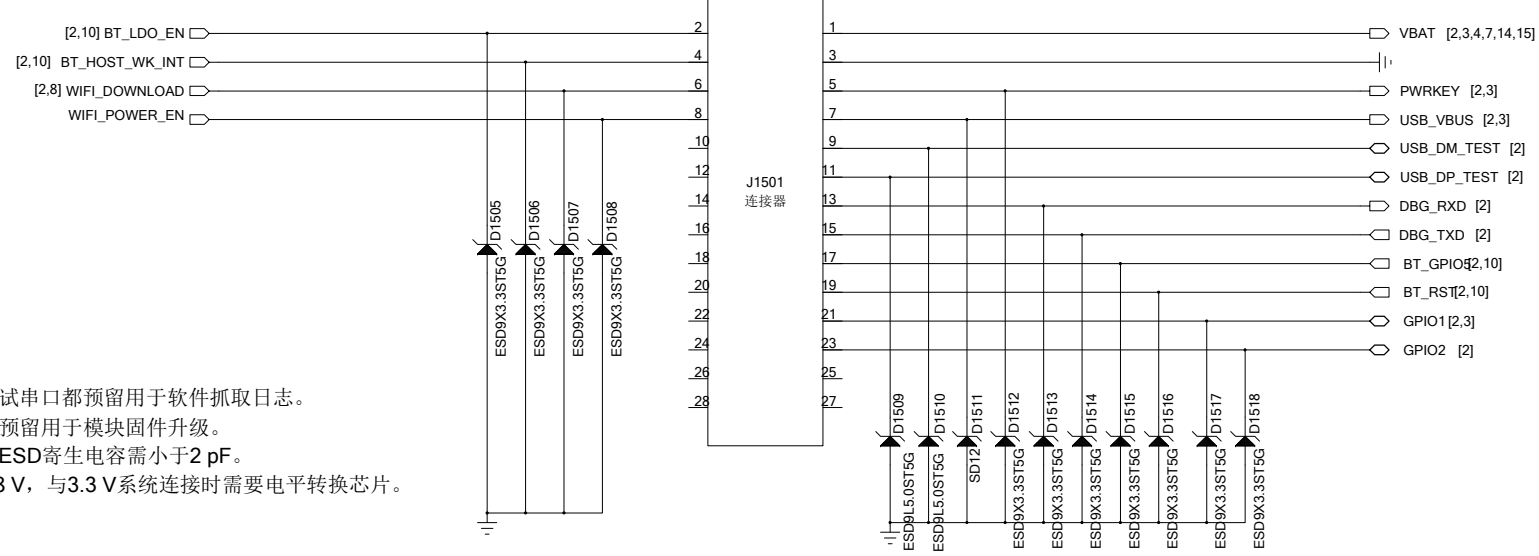 [2,10] BT_LDO_EN
[2,10] BT_HOST_WK_INT
[2,8] WIFI_DOWNLOAD
WIFI_POWER_EN
2
4
6
8
10
12
14
16
18
20
22
24
26
28
J1501
连接器
1
3
5
7
9
11
13
15
17
19
21
23
25
27
VBAT [2,3,4,7,14,15]
PWRKEY [2,3]
USB_VBUS [2,3]
USB_DM_TEST [2]
USB_DP_TEST [2]
DBG_RXD [2]
DBG_TXD [2]
BT_GPIO5[2,10]
BT_RST[2,10]
GPIO1 [2,3]
GPIO2 [2]
D1505
ESD9X3.3ST5G
D1506
ESD9X3.3ST5G
D1507
ESD9X3.3ST5G
D1508
ESD9X3.3ST5G
D1509
ESD9L5.0ST5G
D1510
ESD9L5.0ST5G
D1511
SD12
D1512
ESD9X3.3ST5G
D1513
ESD9X3.3ST5G
D1514
ESD9X3.3ST5G
D1515
ESD9X3.3ST5G
D1516
ESD9X3.3ST5G
D1517
ESD9X3.3ST5G
D1518
ESD9X3.3ST5G
试串口都预留用于软件抓取日志。
预留用于模块固件升级。
ESD寄生电容需小于2 pF。
V，与3.3 V系统连接时需要电平转换芯片。